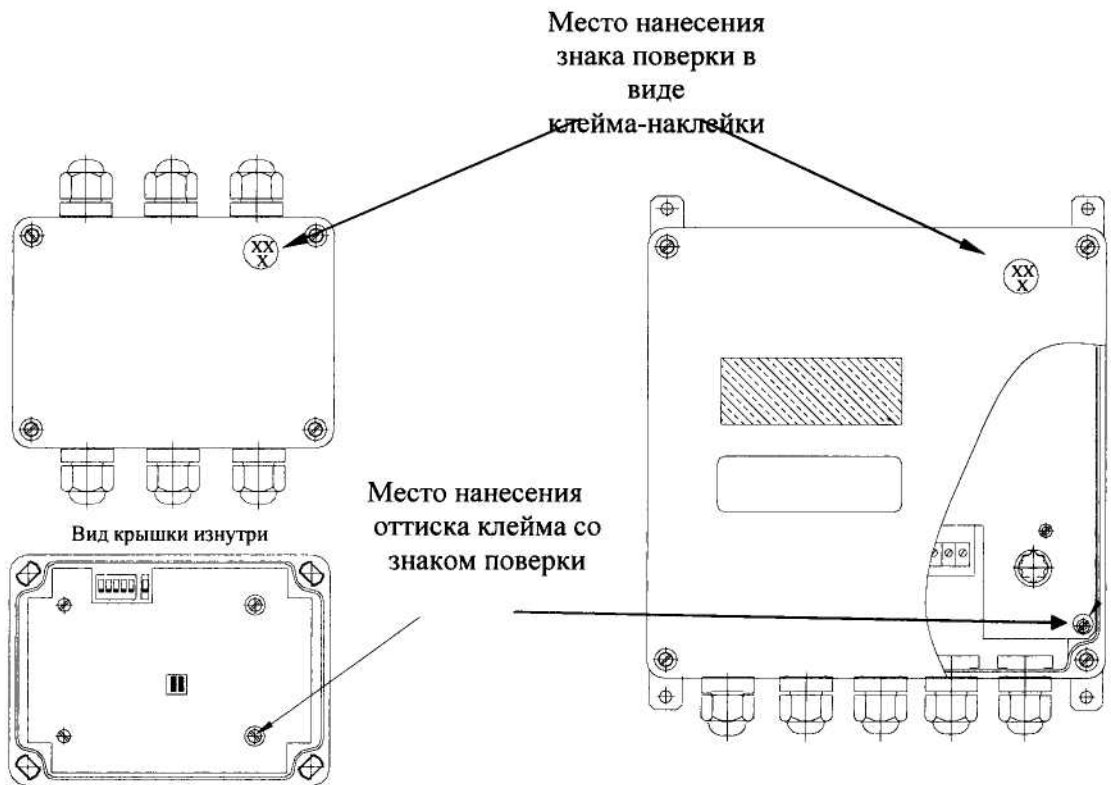 Место нанесения
знака поверки в
виде
клейма-наклейки
XX
X
XX
X
Место нанесения
оттиска клейма со
знаком поверки
Вид крышки изнутри